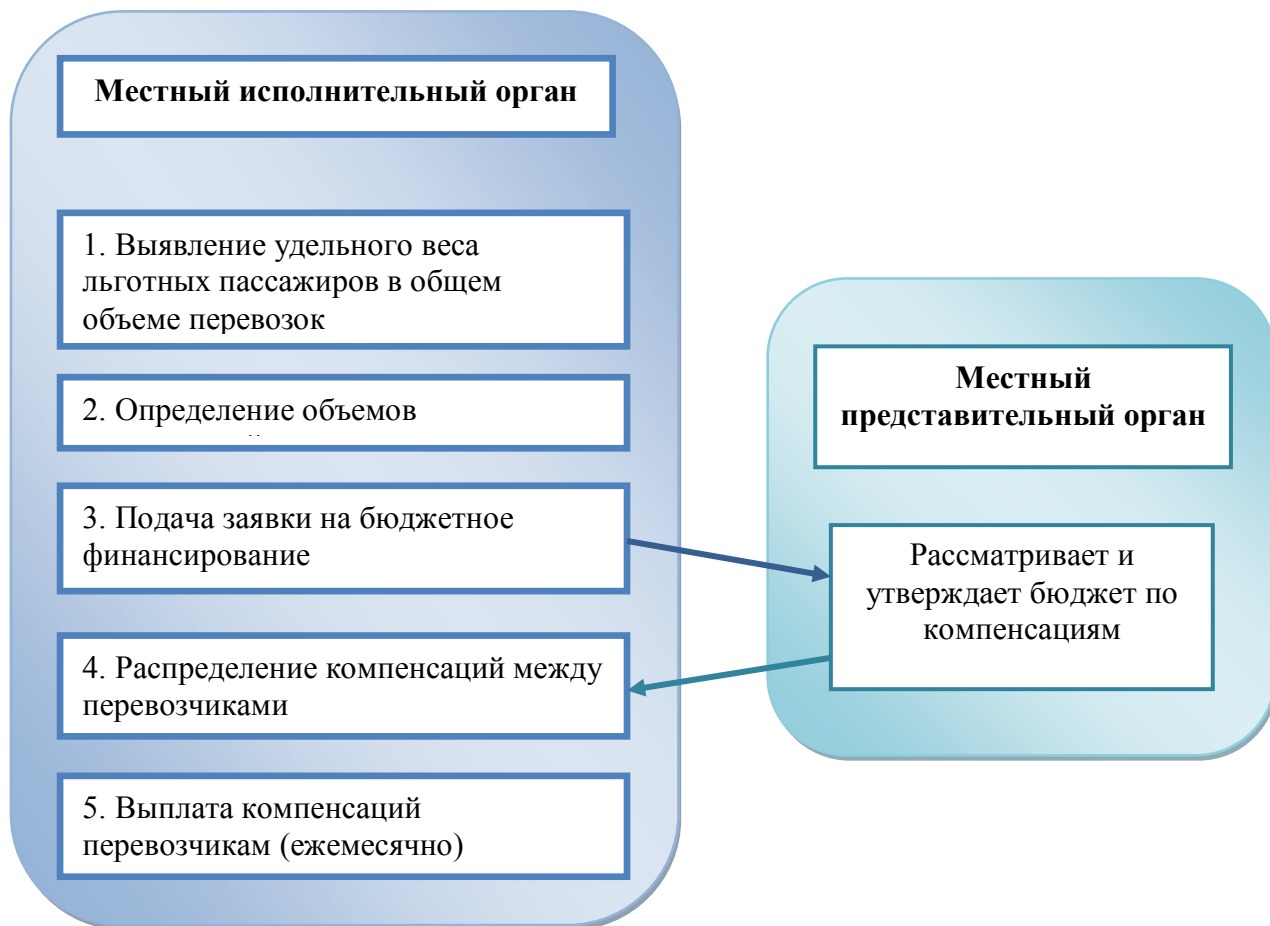 Местный исполнительный орган
1. Выявление удельного веса
льготных пассажиров в общем
объеме перевозок
2. Определение объемов
3. Подача заявки на бюджетное
финансирование
4. Распределение компенсаций между
перевозчиками
5. Выплата компенсаций
перевозчикам (ежемесячно)
Местный
представительный орган
Рассматривает и
утверждает бюджет по
компенсациям